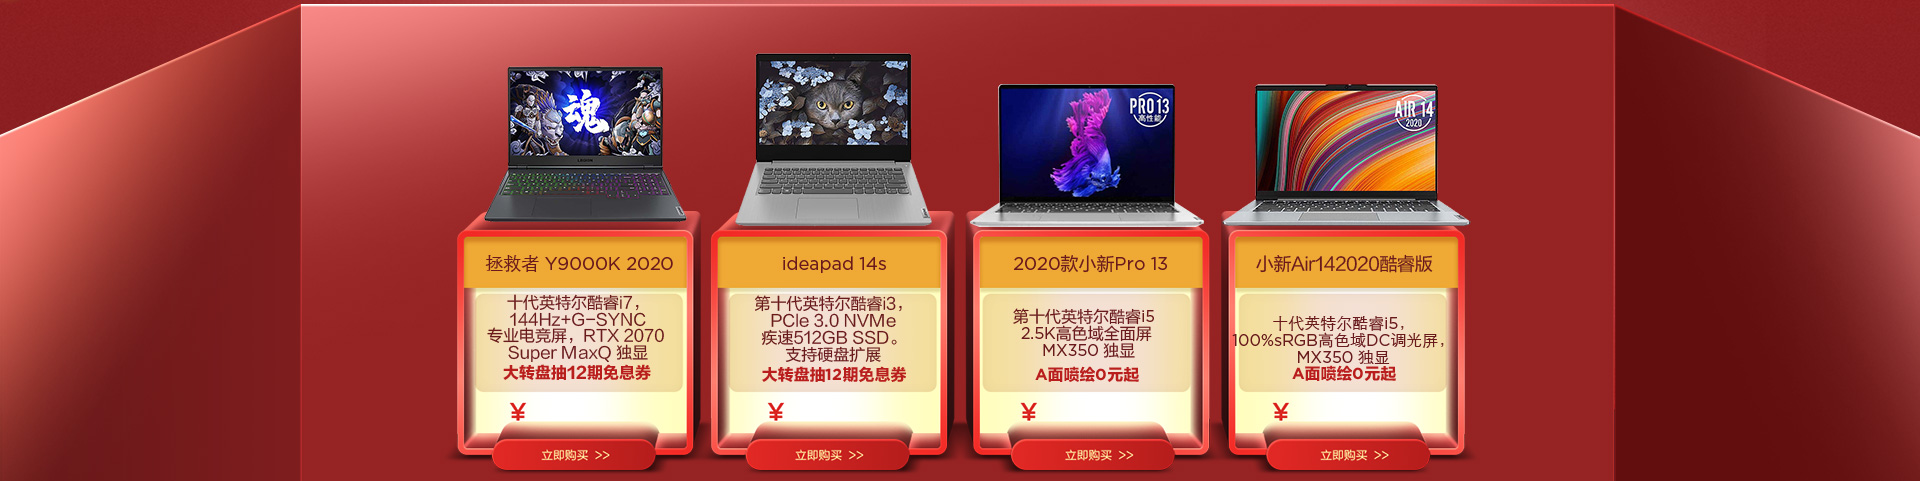 魂
LEGION
PRO 13
高性能
AIR 14
2020
拯救者 Y9000K 2020
十代英特尔酷睿i7,
144Hz+G-SYNC
专业电竞屏, RTX 2070
Super MaxQ 独显
大转盘抽12期免息券
¥
立即购买 >>
ideapad 14s
第十代英特尔酷睿i3,
PCIe 3.0 NVMe
疾速512GB SSD。
支持硬盘扩展
大转盘抽12期免息券
¥
立即购买 >>
2020款小新Pro 13
第十代英特尔酷睿i5
2.5K高色域全面屏
MX350 独显
A面喷绘0元起
¥
立即购买 >>
小新Air142020酷睿版
十代英特尔酷睿i5,
100%sRGB高色域DC调光屏,
MX350 独显
A面喷绘0元起
¥
立即购买 >>